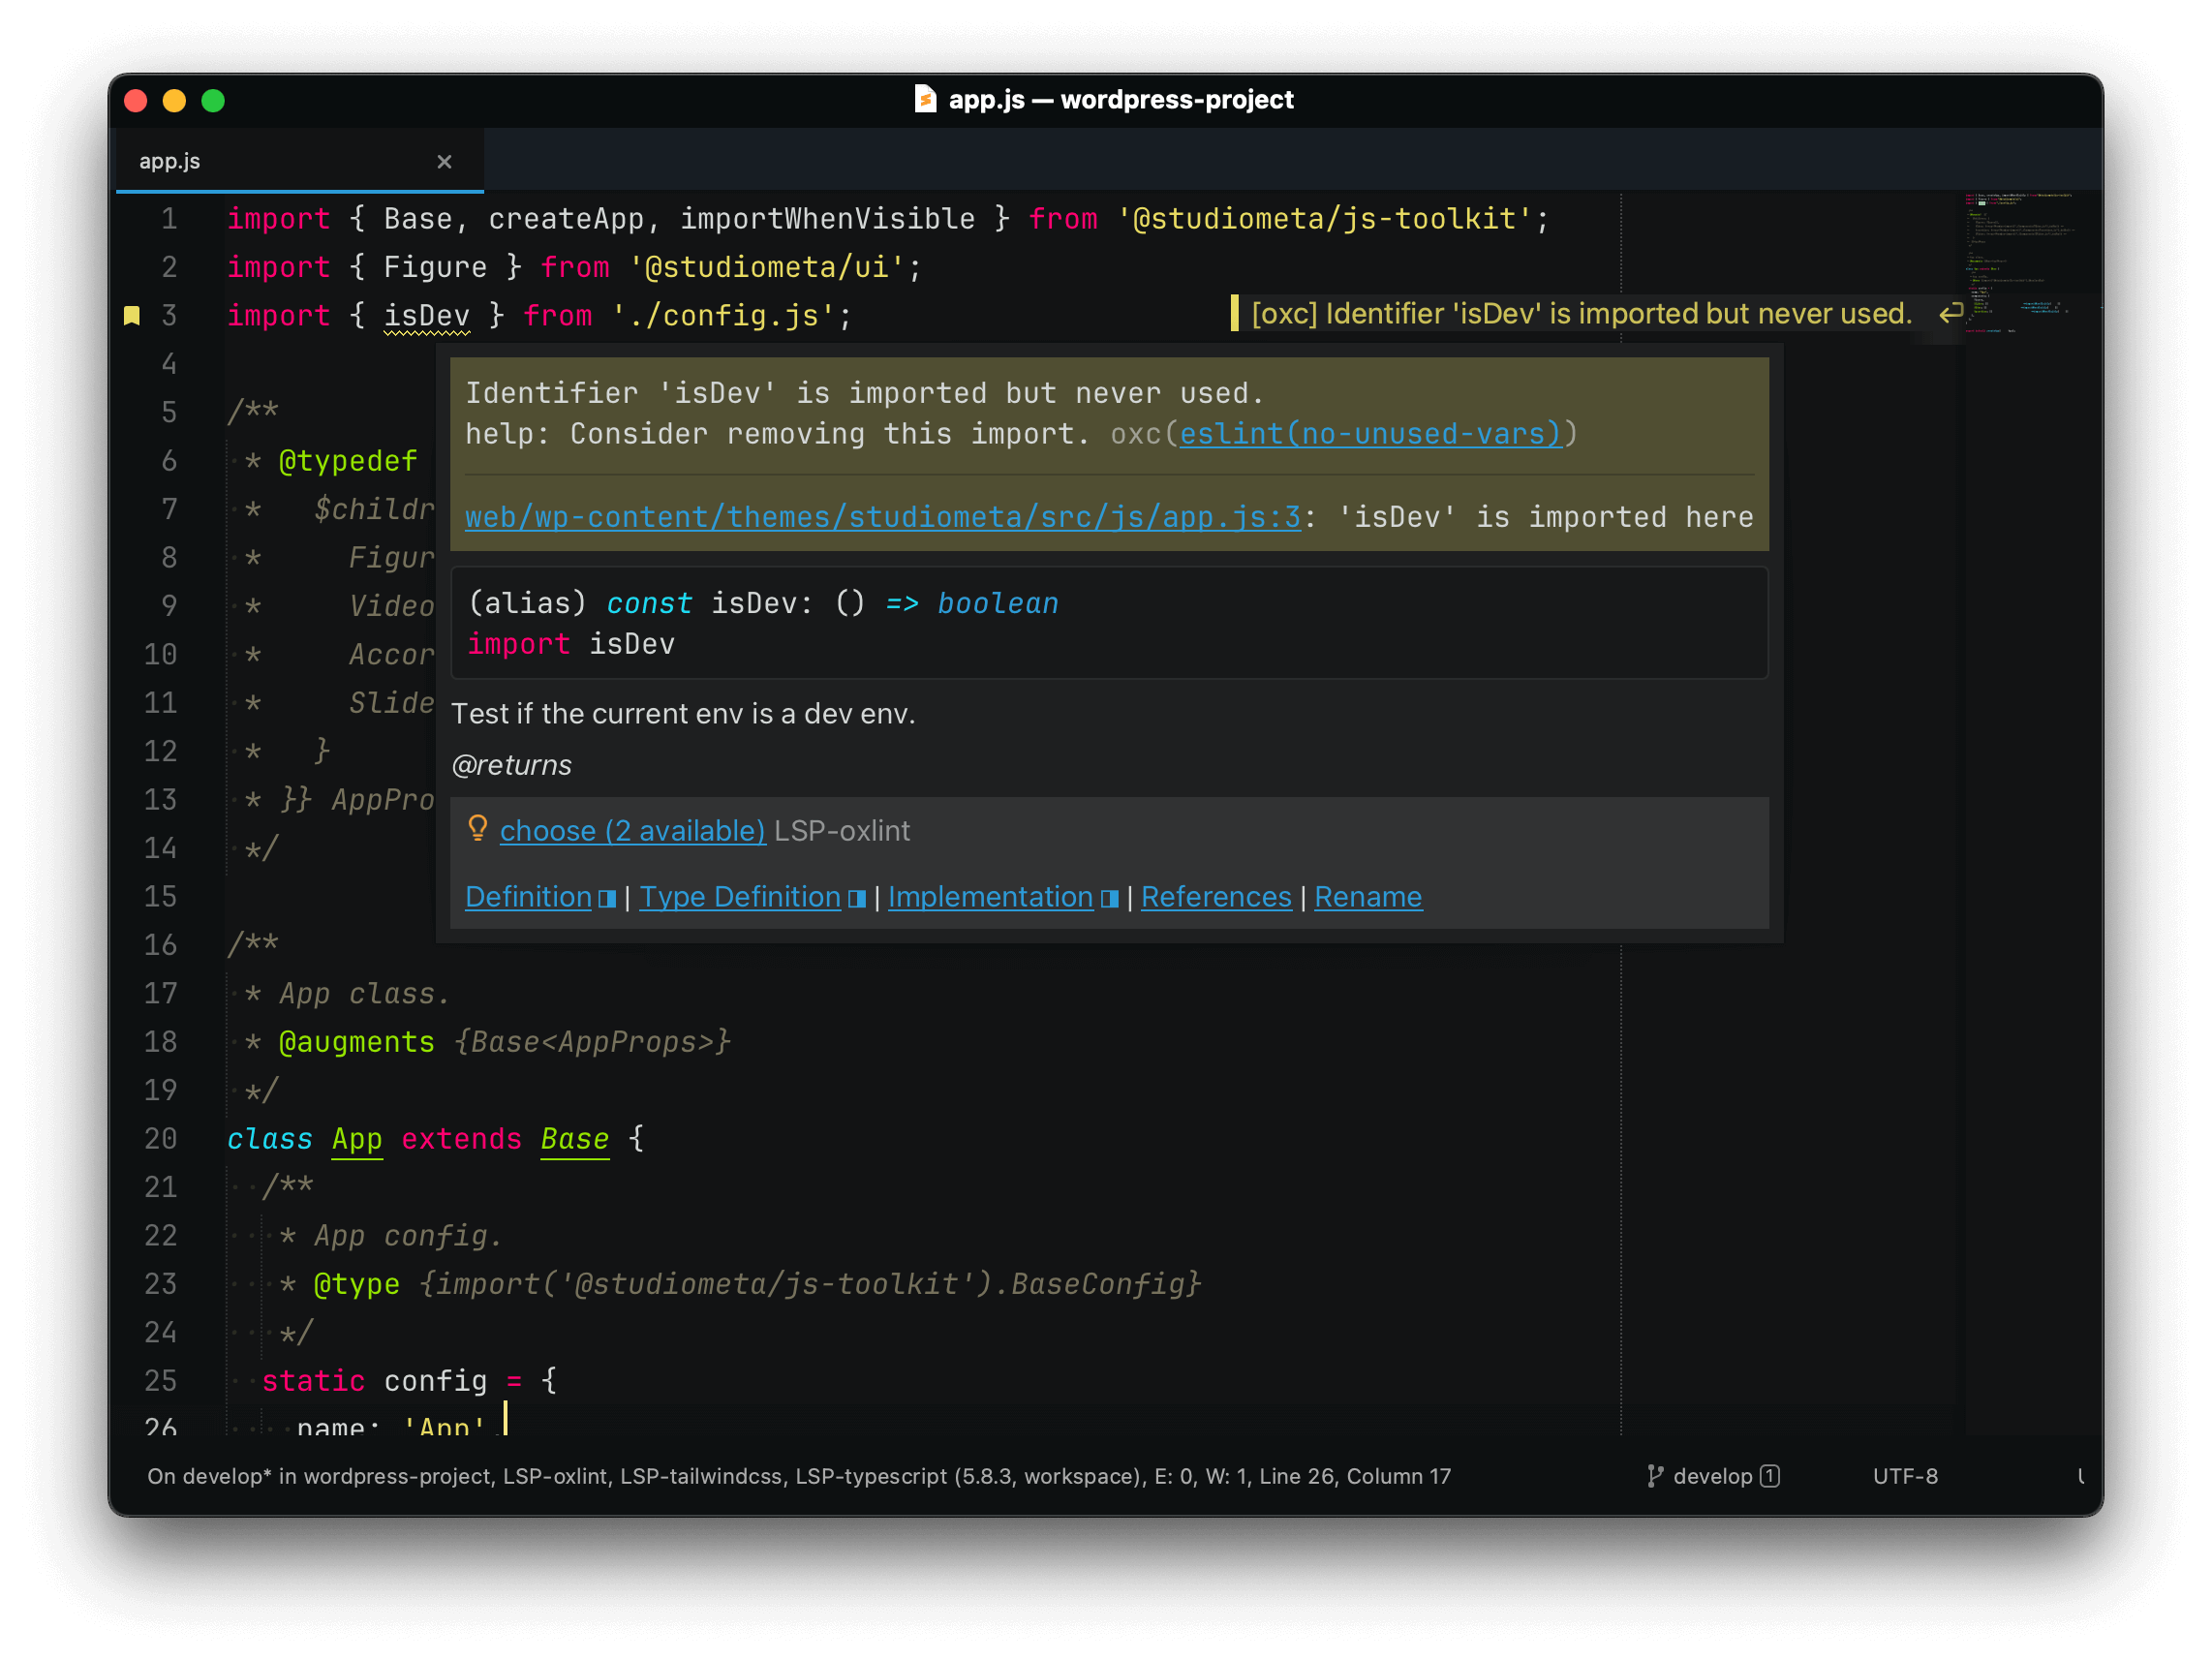 app.js — wordpress-project
app.js ×
1 import { Base, createApp, importWhenVisible } from '@studiometa/js-toolkit';
2 import { Figure } from '@studiometa/ui';
3 import { isDev } from './config.js'; [oxc] Identifier 'isDev' is imported but never used.
4
Identifier 'isDev' is imported but never used.
help: Consider removing this import. oxc(eslint(no-unused-vars))
web/wp-content/themes/studiometa/src/js/app.js:3: 'isDev' is imported here
(alias) const isDev: () => boolean
import isDev
Test if the current env is a dev env.
@returns
choose (2 available) LSP-oxlint
Definition | Type Definition | Implementation | References | Rename
5 /**
6 * @typedef
7 * $childr
8 * Figur
9 * Video
10 * Accor
11 * Slide
12 * }
13 * }} AppPro
14 */
15
16 /**
17 * App class.
18 * @augments {Base<AppProps>}
19 */
20 class App extends Base {
21 /**
22 * App config.
23 * @type {import('@studiometa/js-toolkit').BaseConfig}
24 */
25 static config = {
26 name: 'App',
On develop* in wordpress-project, LSP-oxlint, LSP-tailwindcss, LSP-typescript (5.8.3, workspace), E: 0, W: 1, Line 26, Column 17 develop 1 UTF-8